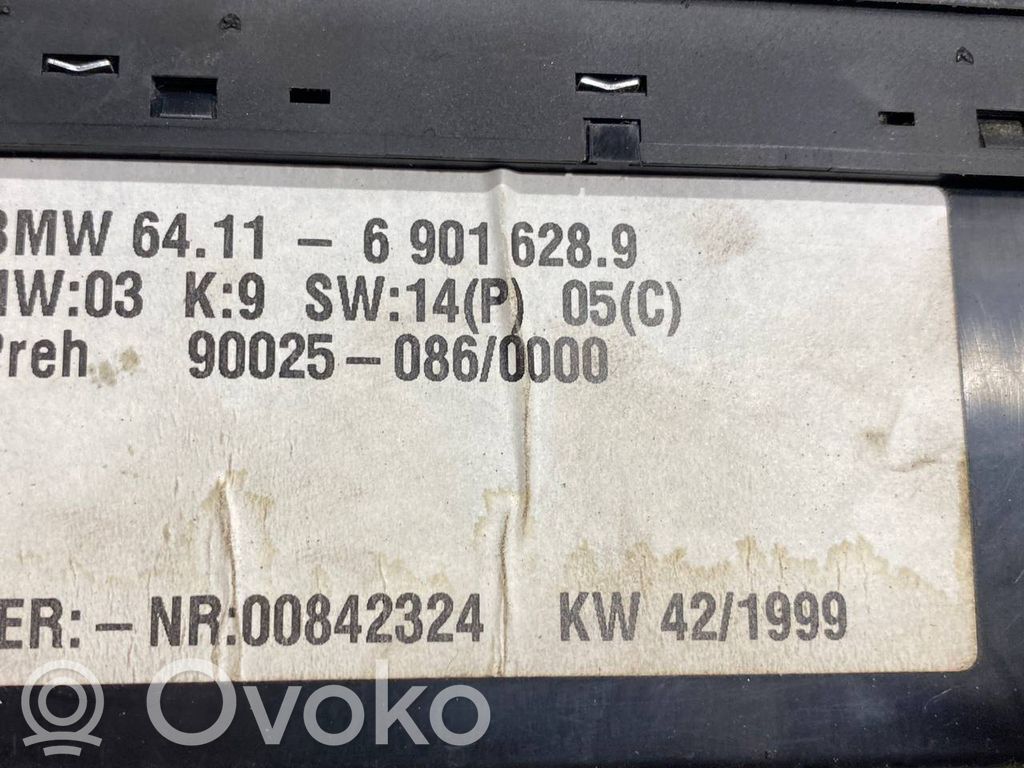 BMW 64.11 - 6 901 628.9
HW:03 K:9 SW:14(P) 05(C)
Preh 90025-086/0000
SER:-NR:00842324 KW 42/1999
Ovoko